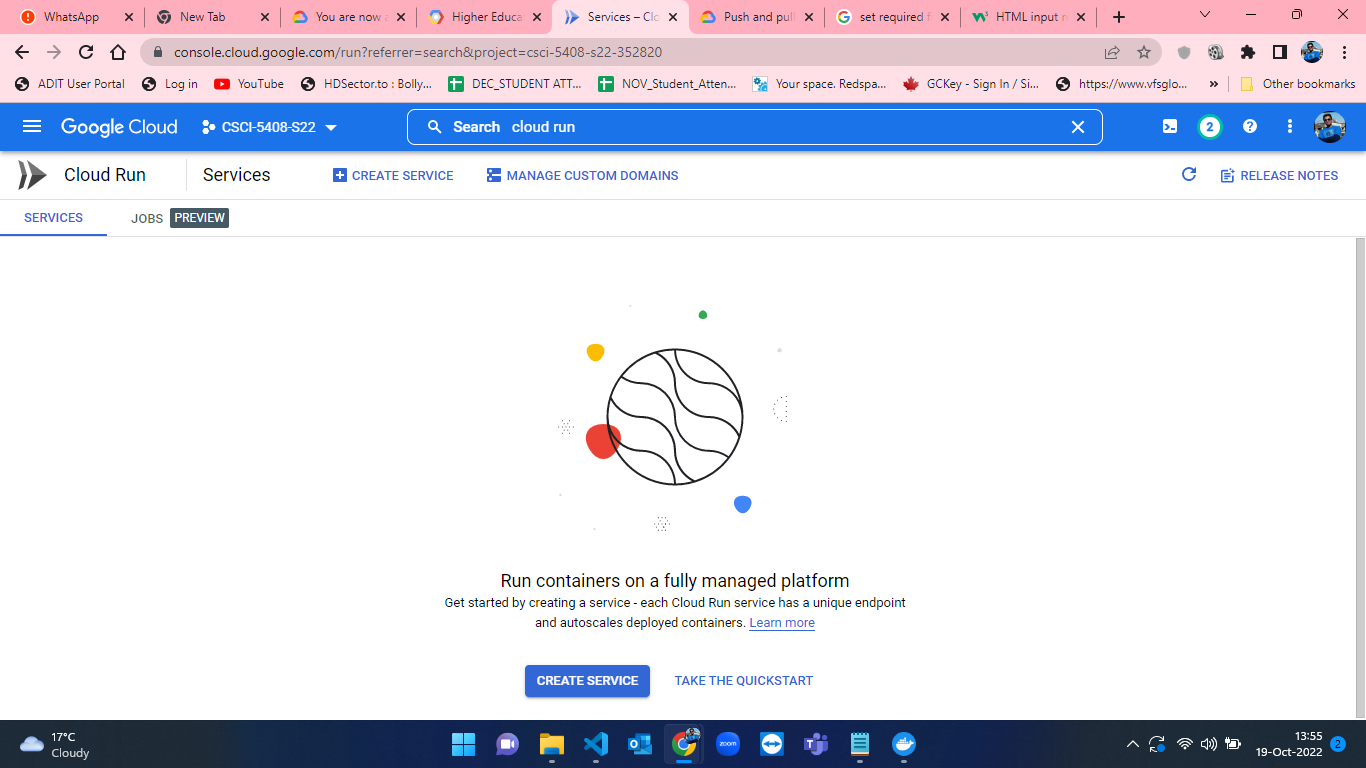 WhatsApp
New Tab
You are now a
Higher Educa
Services – Clo
Push and pull
set required f
HTML input r
console.cloud.google.com/run?referrer=search&project=csci-5408-s22-352820
ADIT User Portal
Log in
YouTube
HDSector.to : Bolly...
DEC_STUDENT ATT...
NOV_Student_Atten...
Your space. Redspa...
GCKey - Sign In / Si...
https://www.vfsglo...
»
Other bookmarks
Google Cloud
CSCI-5408-S22
Search cloud run
2
Cloud Run
Services
CREATE SERVICE
MANAGE CUSTOM DOMAINS
RELEASE NOTES
SERVICES
JOBS PREVIEW
Run containers on a fully managed platform
Get started by creating a service - each Cloud Run service has a unique endpoint
and autoscales deployed containers. Learn more
CREATE SERVICE
TAKE THE QUICKSTART
17°C
Cloudy
zoom
13:55
19-Oct-2022
2